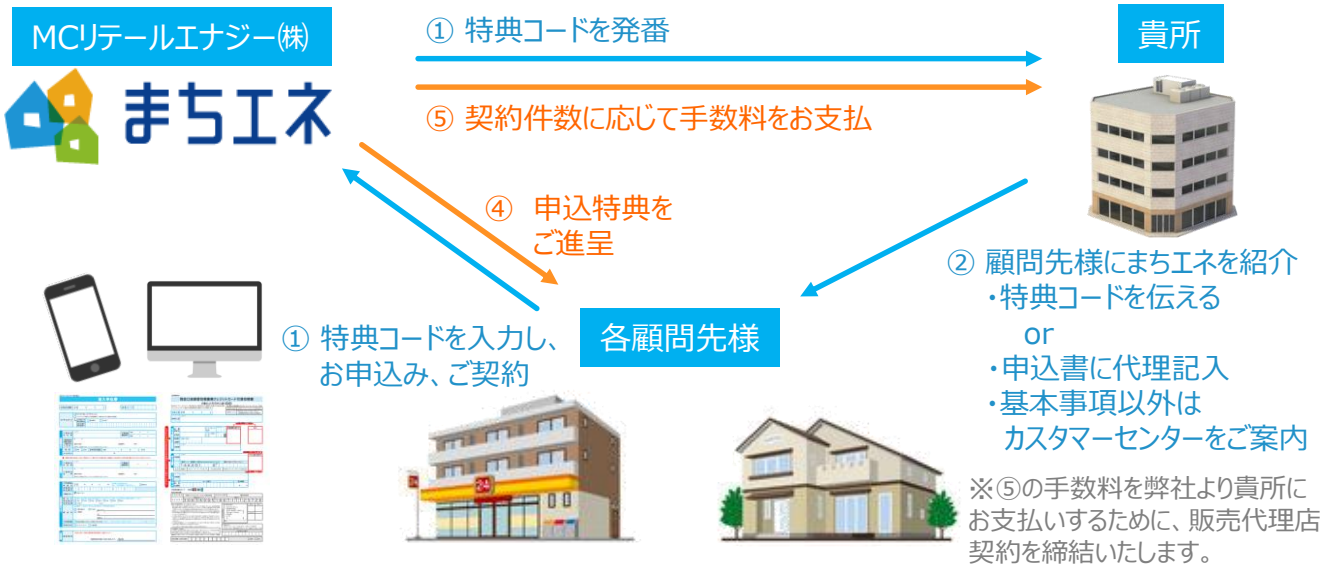 MCリテールエナジー㈱
まちエネ
① 特典コードを発番
⑤ 契約件数に応じて手数料をお支払
貴所
④ 申込特典を
ご進呈
② 顧問先様にまちエネを紹介
・特典コードを伝える
or
・申込書に代理記入
・基本事項以外は
カスタマーセンターをご案内
① 特典コードを入力し、
お申込み、ご契約
各顧問先様
24
※⑤の手数料を弊社より貴所に
お支払いするために、販売代理店
契約を締結いたします。